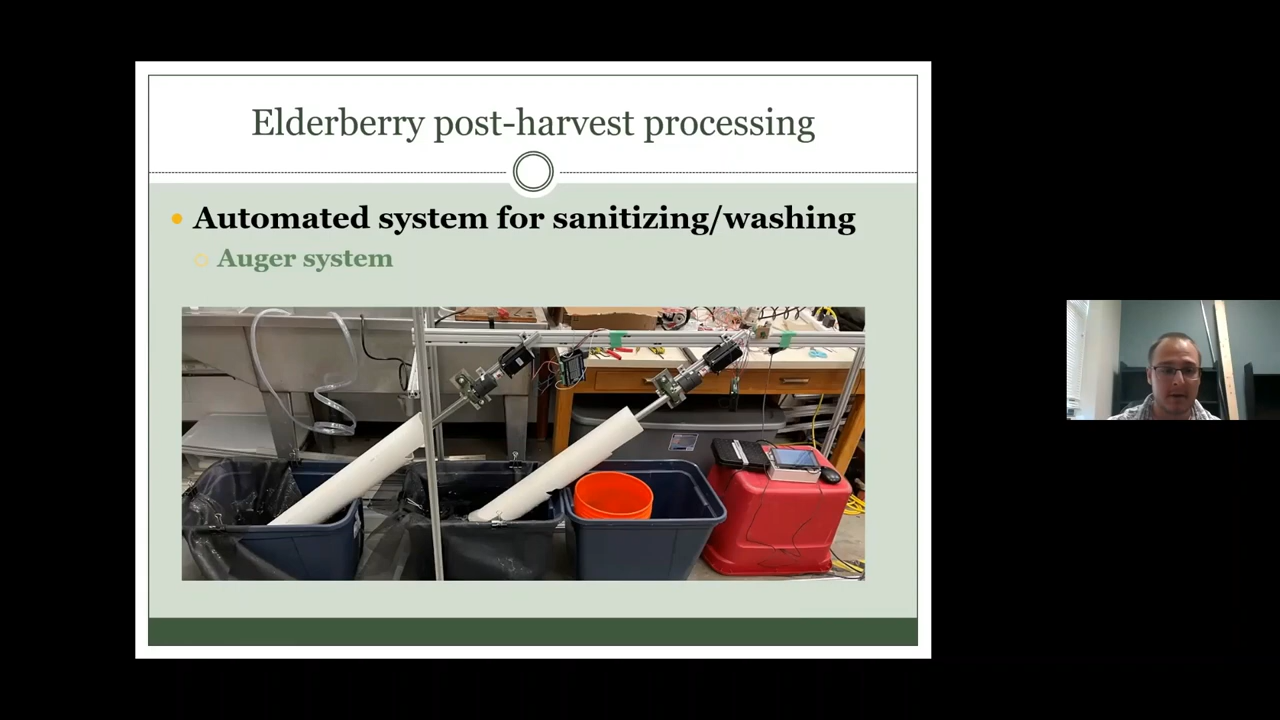 Elderberry post-harvest processing
Automated system for sanitizing/washing
Auger system